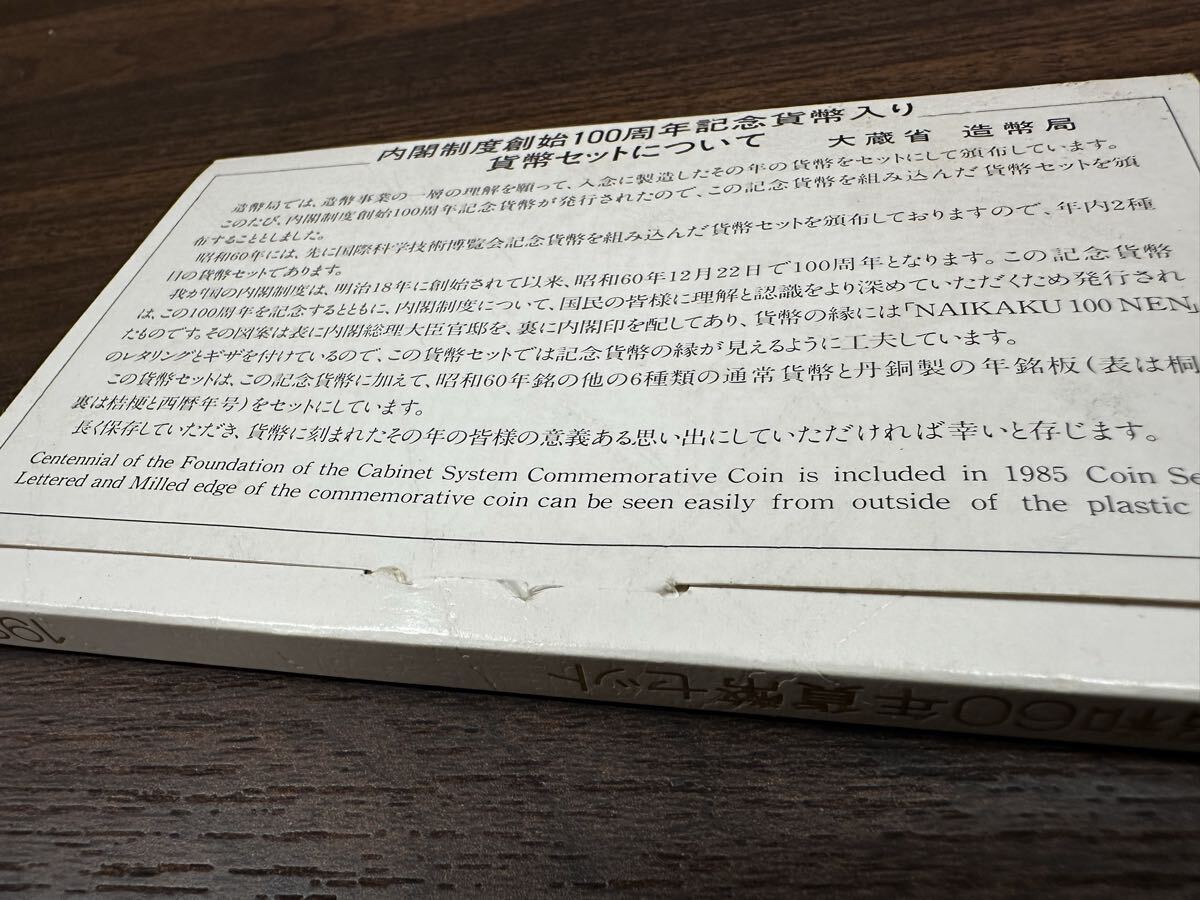 内閣制度創始100周年記念貨幣入り
貨幣セットについて 大蔵省 造幣局
造幣局では、造幣事業の一層の理解を願って、入念に製造したその年の貨幣をセットにして頒布しています。
このたび、内閣制度創始100周年記念貨幣が発行されたので、この記念貨幣を組み込んだ貨幣セットを頒
布することとしました。
昭和60年には、先に国際科学技術博覧会記念貨幣を組み込んだ貨幣セットを頒布しておりますので、年内2種
目の貨幣セットであります。
我が国の内閣制度は、明治18年に創始されて以来、昭和60年12月22日で100周年となります。この記念貨幣
は、この100周年を記念するとともに、内閣制度について、国民の皆様に理解と認識をより深めていただくため発行され
たものです。その図案は表に内閣総理大臣官邸を、裏に内閣印を配してあり、貨幣の縁には「NAIKAKU 100 NEN」
のレタリングとギザを付けているので、この貨幣セットでは記念貨幣の縁が見えるように工夫しています。
この貨幣セットは、この記念貨幣に加えて、昭和60年銘の他の6種類の通常貨幣と丹銅製の年銘板(表は桐
裏は桔梗と西暦年号)をセットにしています。
長く保存していただき、貨幣に刻まれたその年の皆様の意義ある思い出にしていただければ幸いと存じます。
Centennial of the Foundation of the Cabinet System Commemorative Coin is included in 1985 Coin Se
Lettered and Milled edge of the commemorative coin can be seen easily from outside of the plastic
昭和60年貨幣セット
198